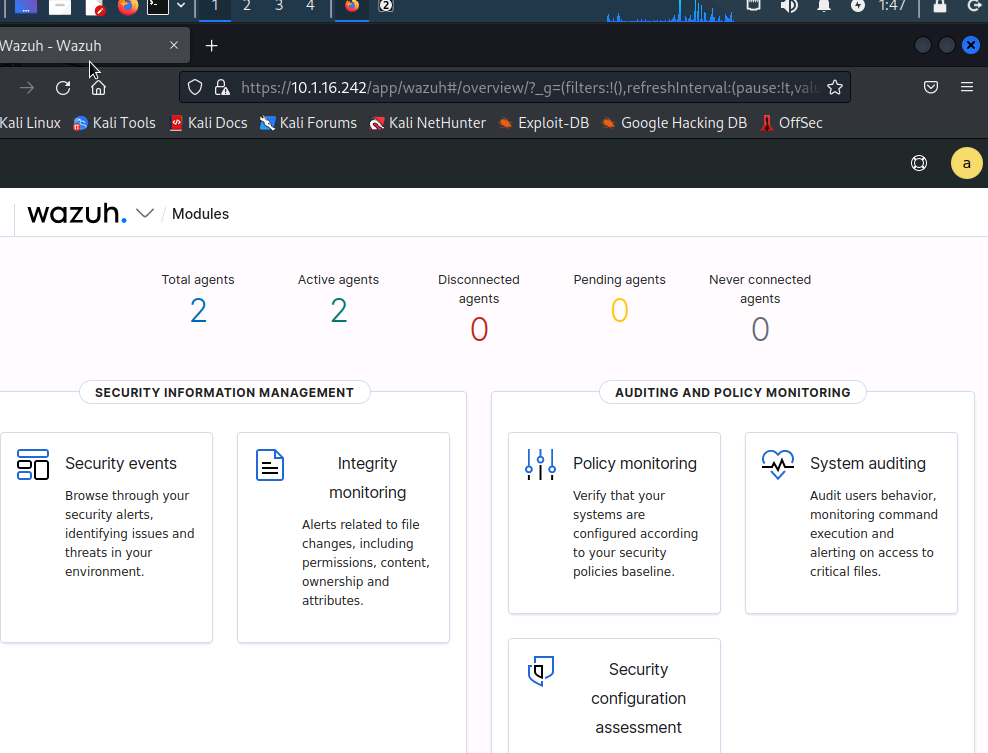 1 2 3 4 2 1:47
Wazuh - Wazuh
https://10.1.16.242/app/wazuh#/overview/?_g=(filters:!(),refreshInterval:(pause:!t,valu
Kali Linux Kali Tools Kali Docs Kali Forums Kali NetHunter Exploit-DB Google Hacking DB OffSec
a
wazuh. / Modules
Total agents
2
Active agents
2
Disconnected
agents
0
Pending agents
0
Never connected
agents
0
SECURITY INFORMATION MANAGEMENT
Security events
Browse through your
security alerts,
identifying issues and
threats in your
environment.
Integrity
monitoring
Alerts related to file
changes, including
permissions, content,
ownership and
attributes.
AUDITING AND POLICY MONITORING
Policy monitoring
Verify that your
systems are
configured according
to your security
policies baseline.
System auditing
Audit users behavior,
monitoring command
execution and
alerting on access to
critical files.
Security
configuration
assessment